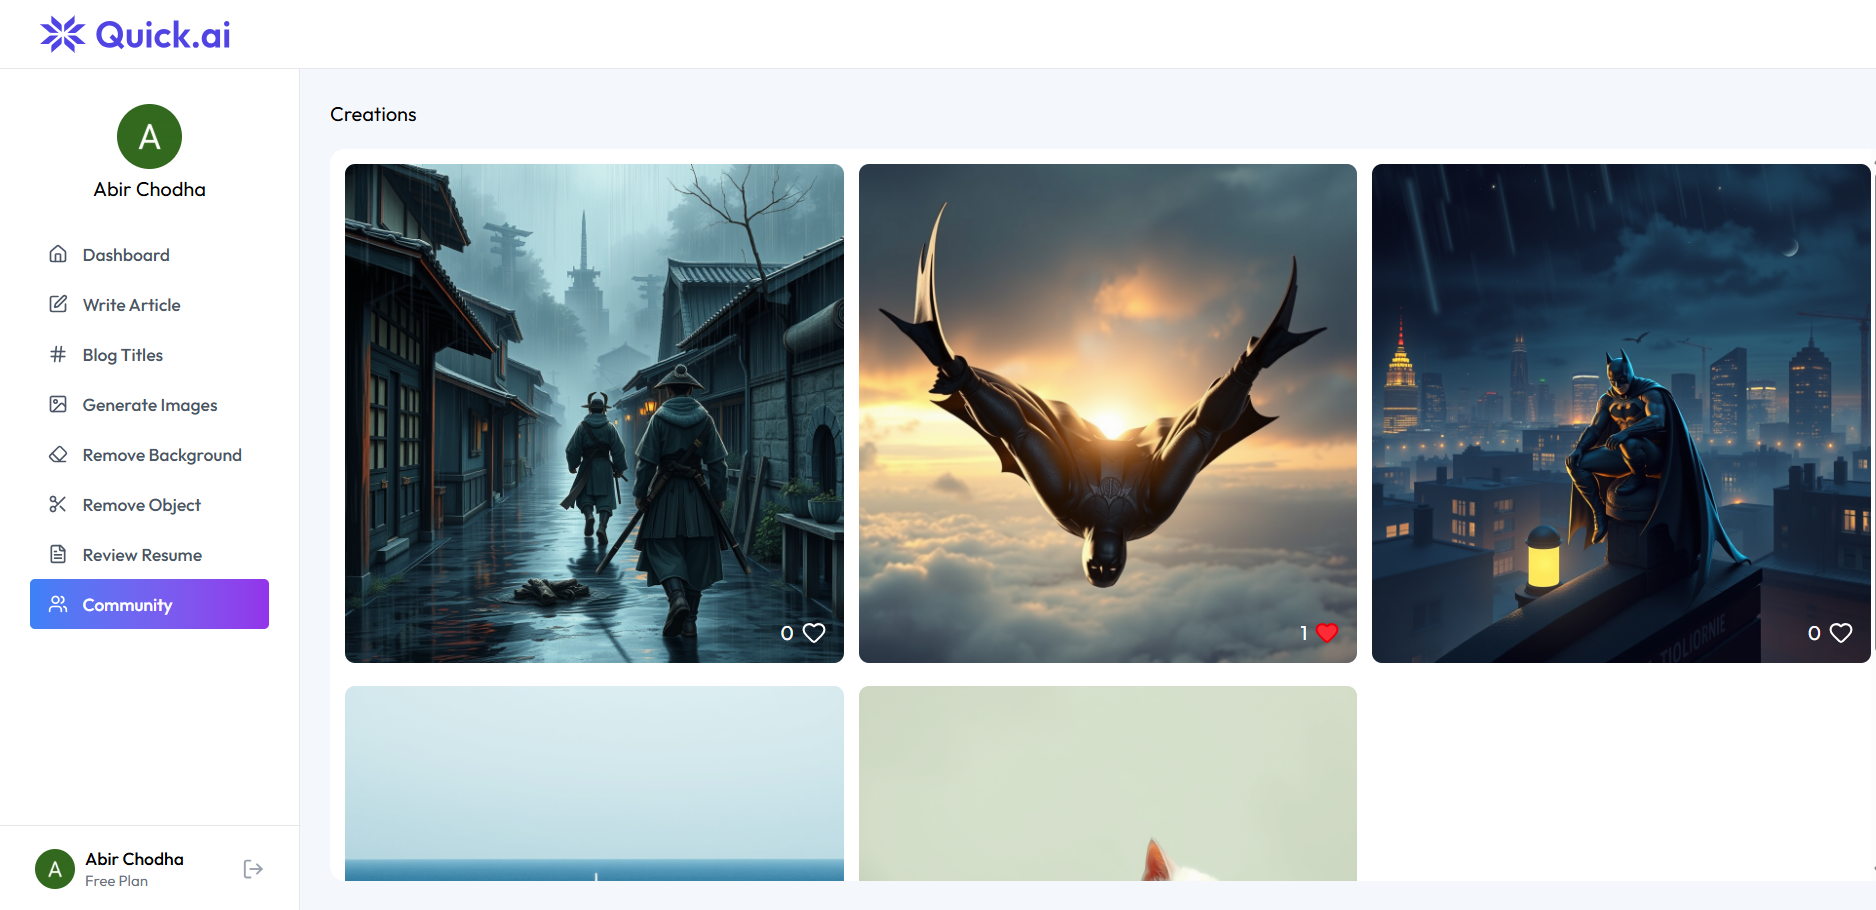 Quick.ai
A
Abir Chodha
Dashboard
Write Article
Blog Titles
Generate Images
Remove Background
Remove Object
Review Resume
Community
A
Abir Chodha
Free Plan
Creations
0
1
0